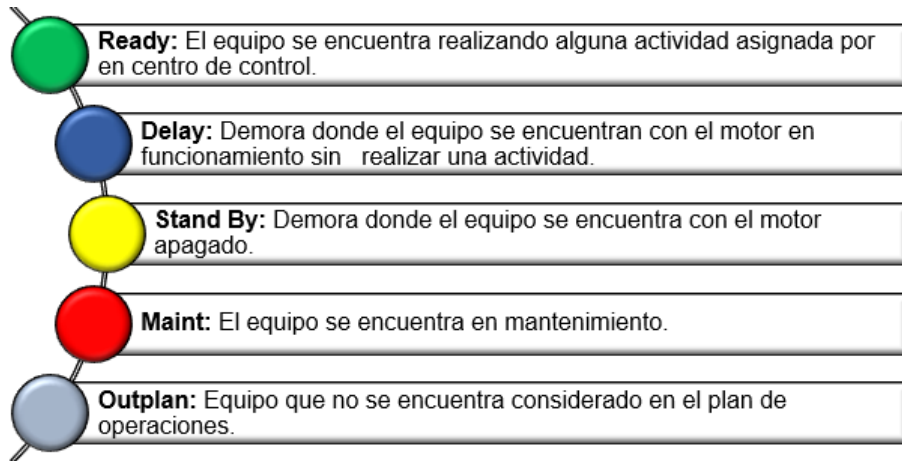 Ready: El equipo se encuentra realizando alguna actividad asignada por
en centro de control.
Delay: Demora donde el equipo se encuentran con el motor en
funcionamiento sin   realizar una actividad.
Stand By: Demora donde el equipo se encuentra con el motor
apagado.
Maint: El equipo se encuentra en mantenimiento.
Outplan: Equipo que no se encuentra considerado en el plan de
operaciones.